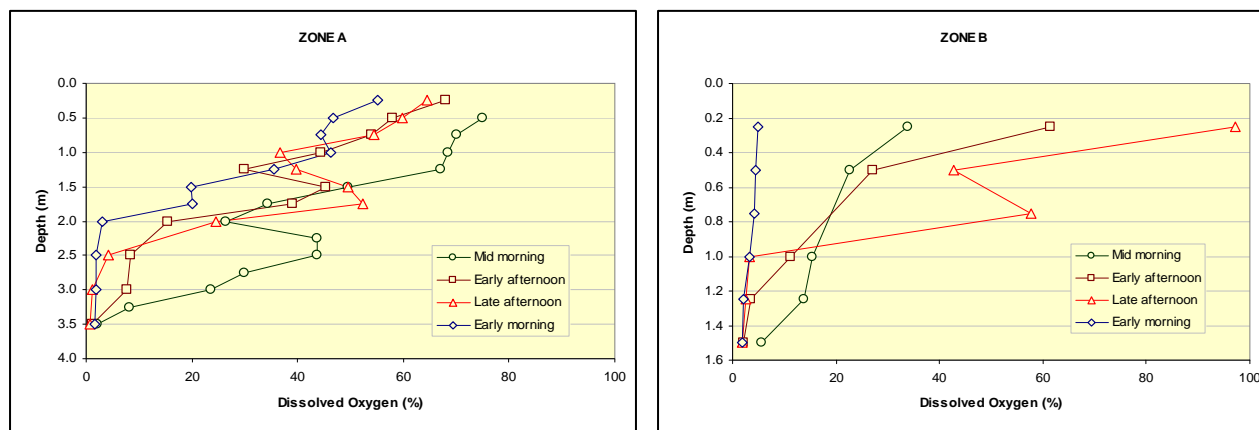 ZONE A
0.0
0.5
1.0
1.5
2.0
2.5
3.0
3.5
4.0
Depth (m)
Mid morning
Early afternoon
Late afternoon
Early morning
0 20 40 60 80 100
Dissolved Oxygen (%)
ZONE B
0.0
0.2
0.4
0.6
0.8
1.0
1.2
1.4
1.6
Depth (m)
Mid morning
Early afternoon
Late afternoon
Early morning
0 20 40 60 80 100
Dissolved Oxygen (%)